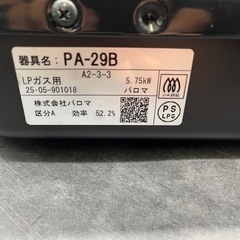 器具名: PA-29B
A2-3-3
LPガス用 5.75kW
25・05-901018 パロマ
株式会社パロマ
区分A 効率 52.2%
PS
LPG